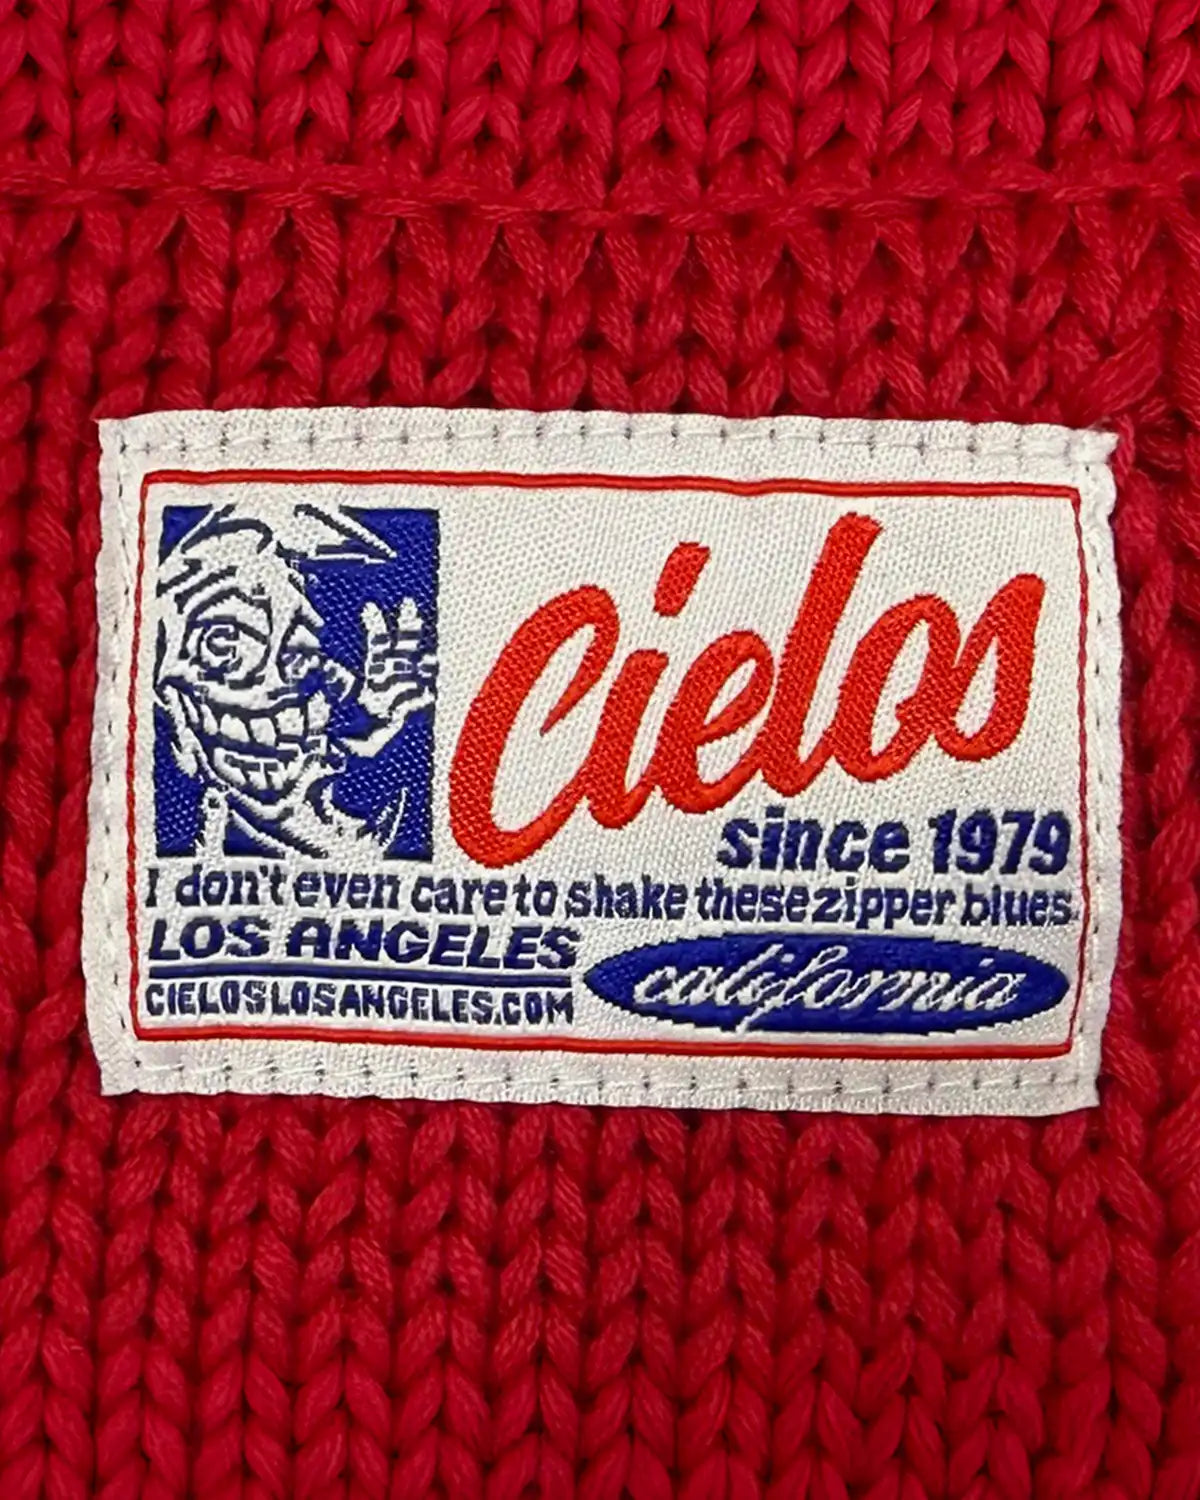 Cielos
since 1979
I don't even care to shake these zipper blues
LOS ANGELES
CIELOSLOSANGELES.COM
california